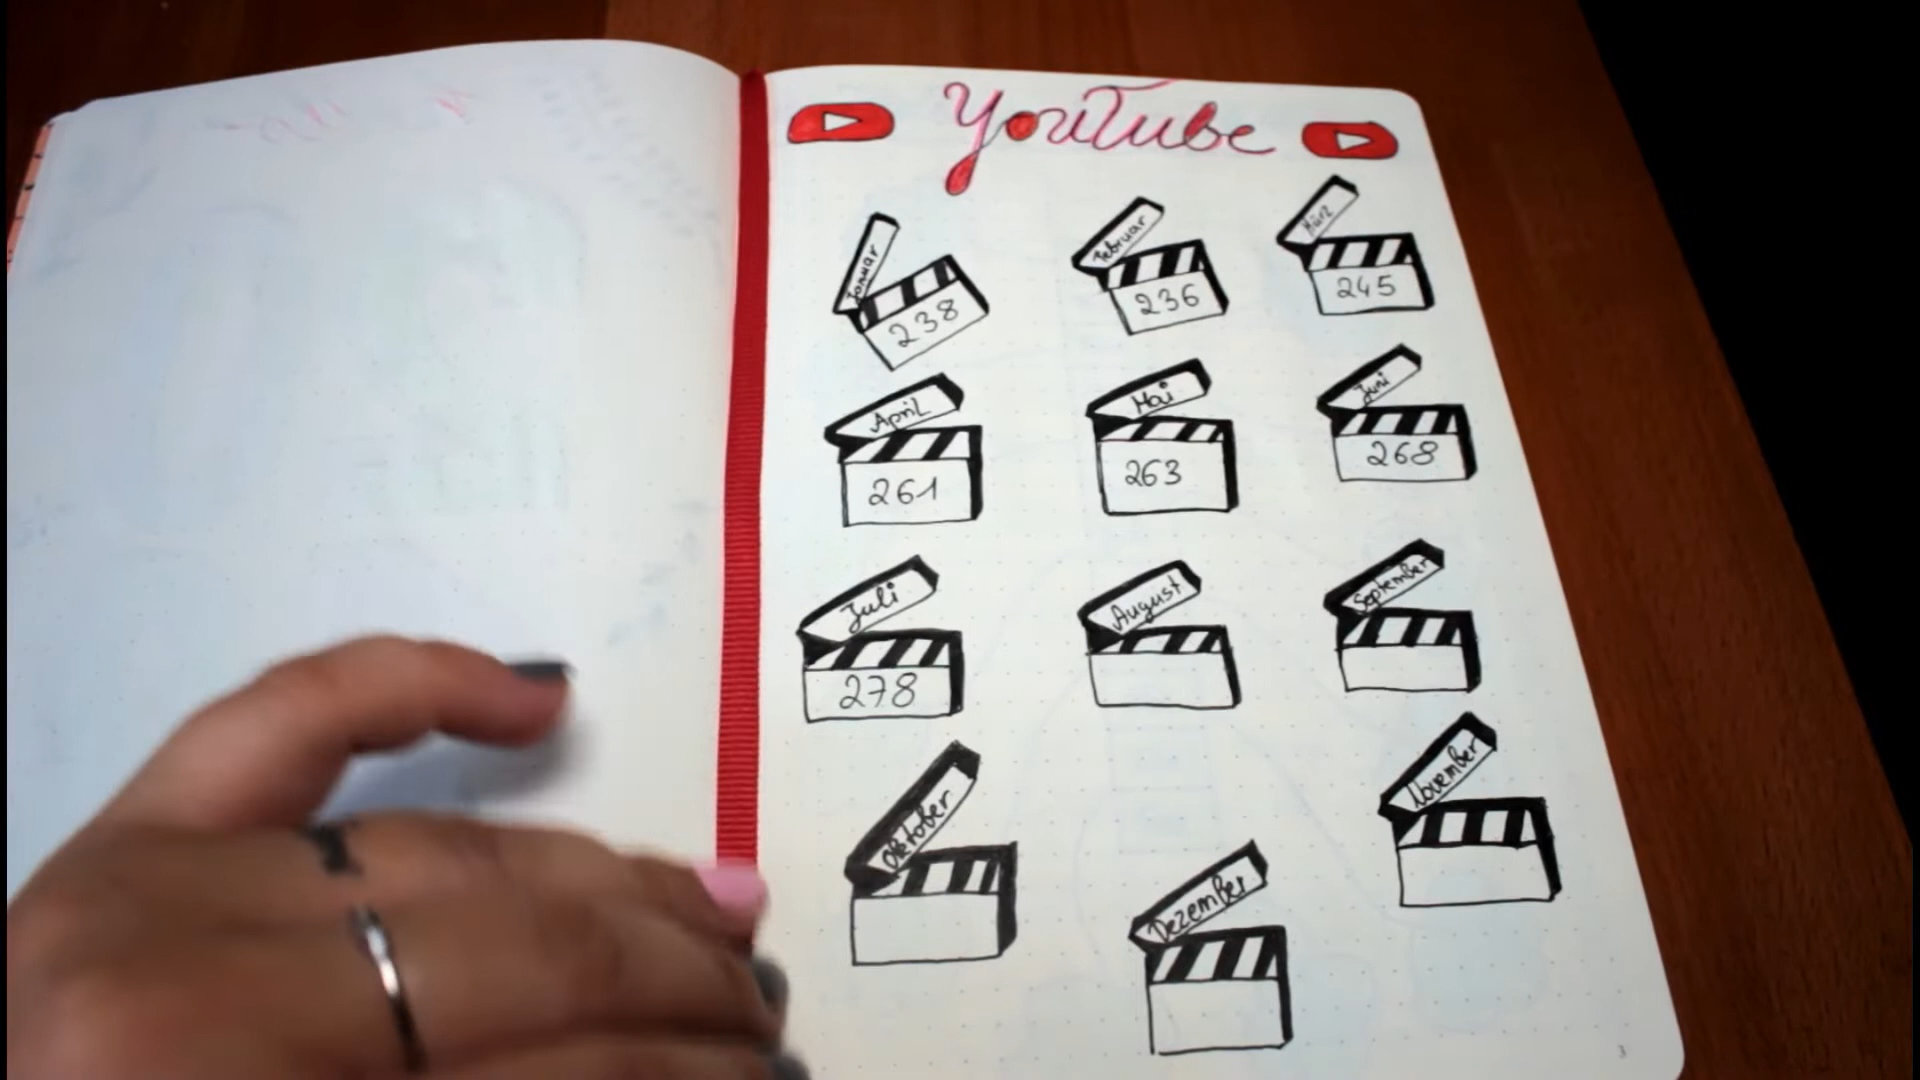 YouTube
Januar
238
Februar
236
März
245
April
261
Mai
263
Juni
268
Juli
278
August
September
Oktober
November
Dezember
3